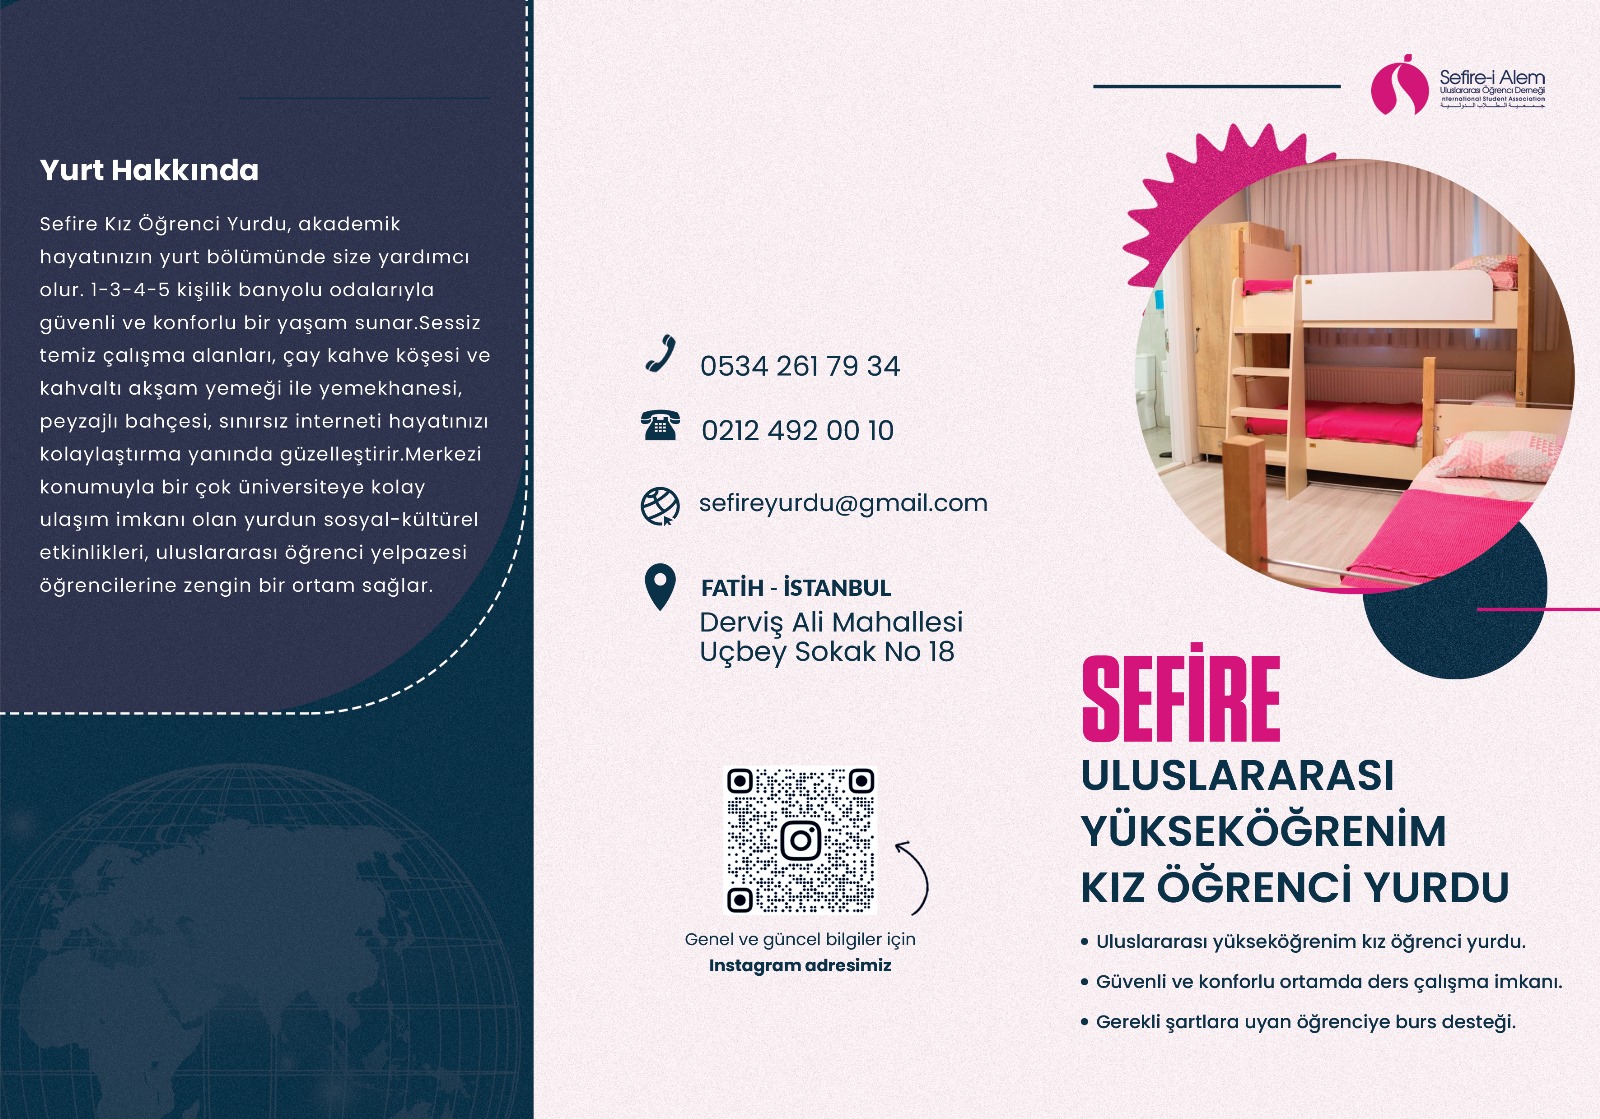 Yurt Hakkında
Sefire Kız Öğrenci Yurdu, akademik
hayatınızın yurt bölümünde size yardımcı
olur. 1-3-4-5 kişilik banyolu odalarıyla
güvenli ve konforlu bir yaşam sunar.Sessiz
temiz çalışma alanları, çay kahve köşesi ve
kahvaltı akşam yemeği ile yemekhanesi,
peyzajlı bahçesi, sınırsız interneti hayatınızı
kolaylaştırma yanında güzelleştirir.Merkezi
konumuyla bir çok üniversiteye kolay
ulaşım imkanı olan yurdun sosyal-kültürel
etkinlikleri, uluslararası öğrenci yelpazesi
öğrencilerine zengin bir ortam sağlar.
0534 261 79 34
0212 492 00 10
sefireyurdu@gmail.com
FATİH - İSTANBUL
Derviş Ali Mahallesi
Uçbey Sokak No 18
Genel ve güncel bilgiler için
Instagram adresimiz
Sefire-i Alem
Uluslararası Öğrenci Derneği
International Student Association
جمعية الطلاب الدولية
SEFİRE
ULUSLARARASI
YÜKSEKÖĞRENİM
KIZ ÖĞRENCİ YURDU
• Uluslararası yükseköğrenim kız öğrenci yurdu.
• Güvenli ve konforlu ortamda ders çalışma imkanı.
• Gerekli şartlara uyan öğrenciye burs desteği.